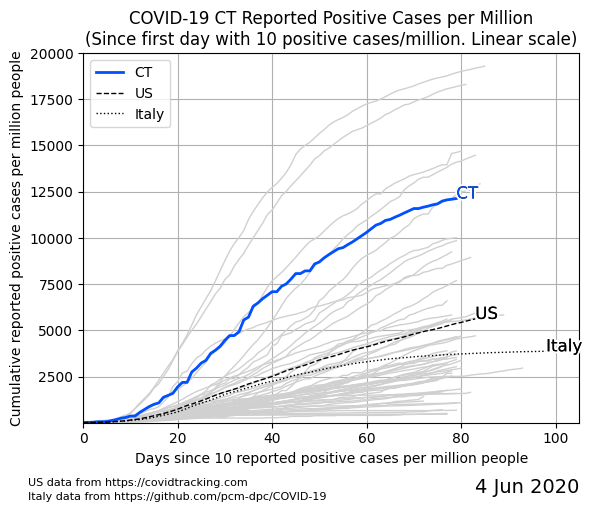 COVID-19 CT Reported Positive Cases per Million
(Since first day with 10 positive cases/million. Linear scale)
Cumulative reported positive cases per million people
20000
17500
15000
12500
10000
7500
5000
2500
CT
US
Italy
CT
US
Italy
0
20
40
60
80
100
Days since 10 reported positive cases per million people
US data from https://covidtracking.com
Italy data from https://github.com/pcm-dpc/COVID-19
4 Jun 2020